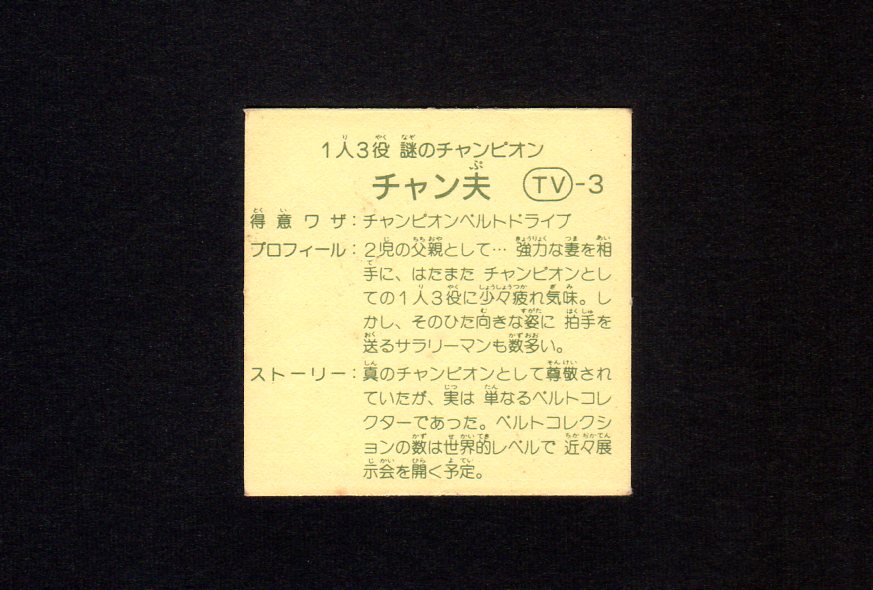 1人3役 謎のチャンピオン
チャン夫 TV-3
得意ワザ:チャンピオンベルトドライブ
プロフィール:2児の父親として… 強力な妻を相
手に、はたまた チャンピオンとし
ての1人3役に少々疲れ気味。し
かし、そのひた向きな姿に 拍手を
送るサラリーマンも数多い。
ストーリー:真のチャンピオンとして尊敬され
ていたが、実は 単なるベルトコレ
クターであった。ベルトコレクシ
ョンの数は世界的レベルで 近々展
示会を開く予定。